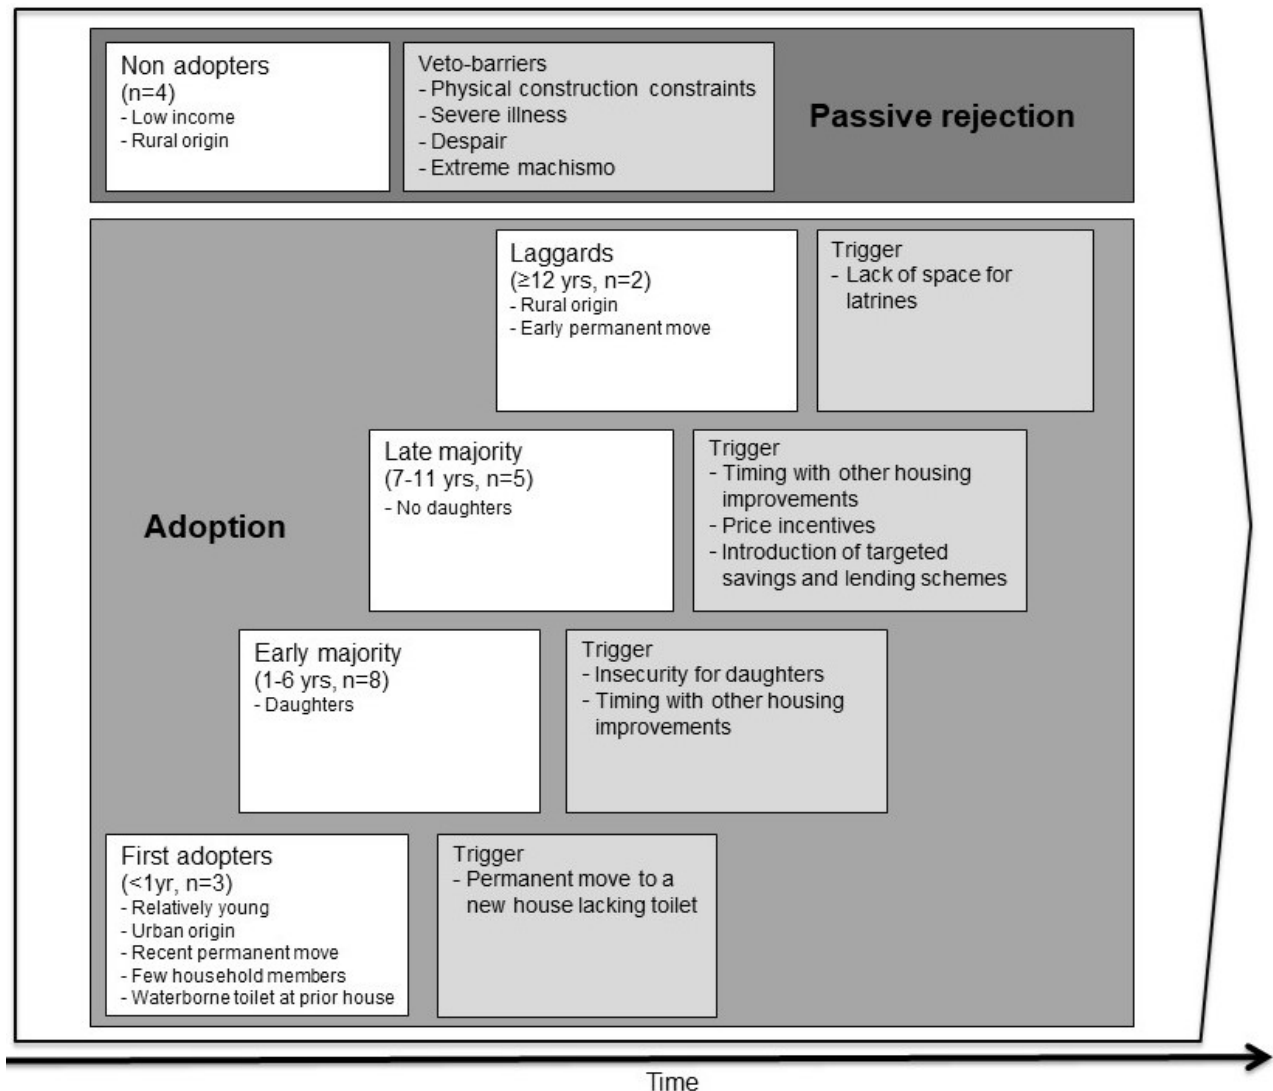 Non adopters
(n=4)
- Low income
- Rural origin
Veto-barriers
- Physical construction constraints
- Severe illness
- Despair
- Extreme machismo
Passive rejection
Laggards
(≥12 yrs, n=2)
- Rural origin
- Early permanent move
Trigger
- Lack of space for
latrines
Late majority
(7-11 yrs, n=5)
- No daughters
Trigger
- Timing with other housing
improvements
- Price incentives
- Introduction of targeted
savings and lending schemes
Adoption
Early majority
(1-6 yrs, n=8)
- Daughters
Trigger
- Insecurity for daughters
- Timing with other housing
improvements
First adopters
(<1yr, n=3)
- Relatively young
- Urban origin
- Recent permanent move
- Few household members
- Waterborne toilet at prior house
Trigger
- Permanent move to a
new house lacking toilet
Time